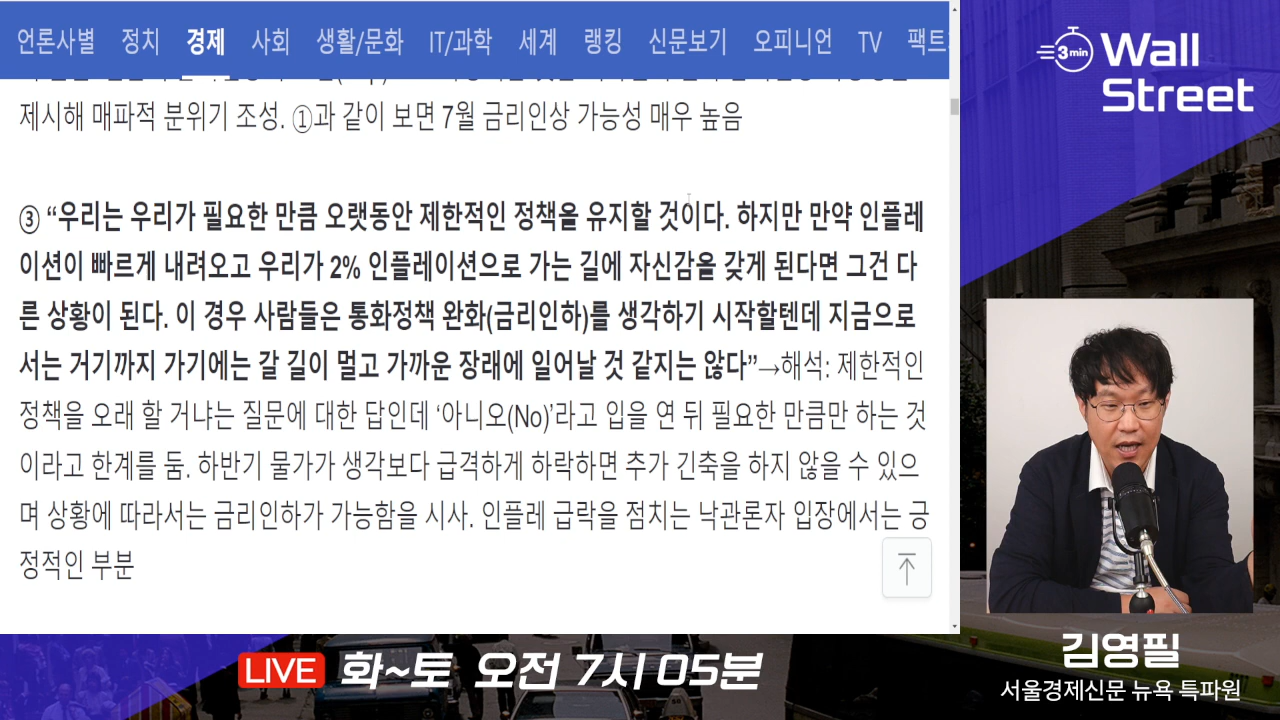 언론사별 정치 경제 사회 생활/문화 IT/과학 세계 랭킹 신문보기 오피니언 TV 팩트
제시해 매파적 분위기 조성. ①과 같이 보면 7월 금리인상 가능성 매우 높음
③ “우리는 우리가 필요한 만큼 오랫동안 제한적인 정책을 유지할 것이다. 하지만 만약 인플레
이션이 빠르게 내려오고 우리가 2% 인플레이션으로 가는 길에 자신감을 갖게 된다면 그건 다
른 상황이 된다. 이 경우 사람들은 통화정책 완화(금리인하)를 생각하기 시작할텐데 지금으로
서는 거기까지 가기에는 갈 길이 멀고 가까운 장래에 일어날 것 같지는 않다”→해석: 제한적인
정책을 오래 할 거냐는 질문에 대한 답인데 ‘아니오(No)’라고 입을 연 뒤 필요한 만큼만 하는 것
이라고 한계를 둠. 하반기 물가가 생각보다 급격하게 하락하면 추가 긴축을 하지 않을 수 있으
며 상황에 따라서는 금리인하가 가능함을 시사. 인플레 급락을 점치는 낙관론자 입장에서는 긍
정적인 부분
3min Wall
Street
김영필
서울경제신문 뉴욕 특파원
LIVE 화~토 오전 7시 05분